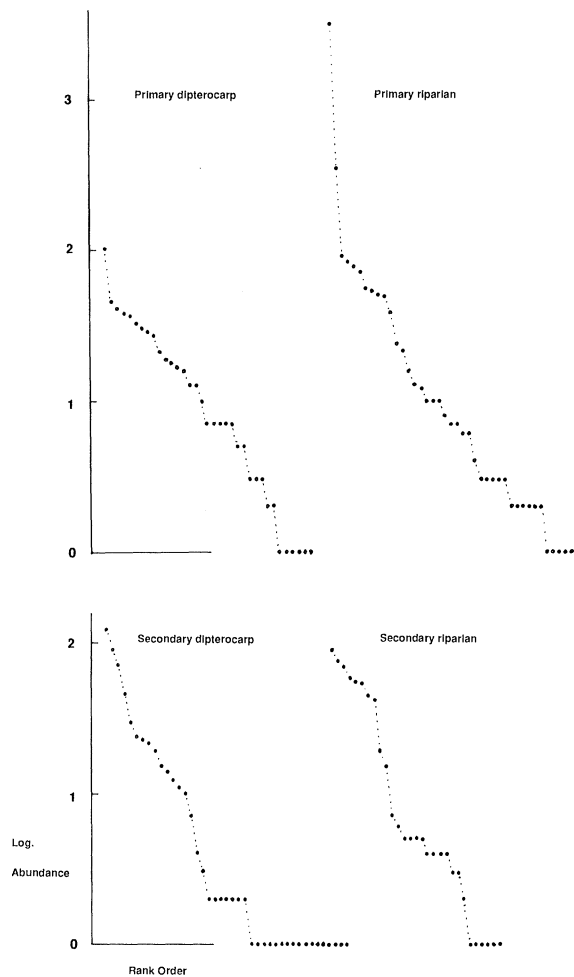 3
Primary dipterocarp
Primary riparian
2
1
0
2
Secondary dipterocarp
Secondary riparian
1
Log.
Abundance
0
Rank Order